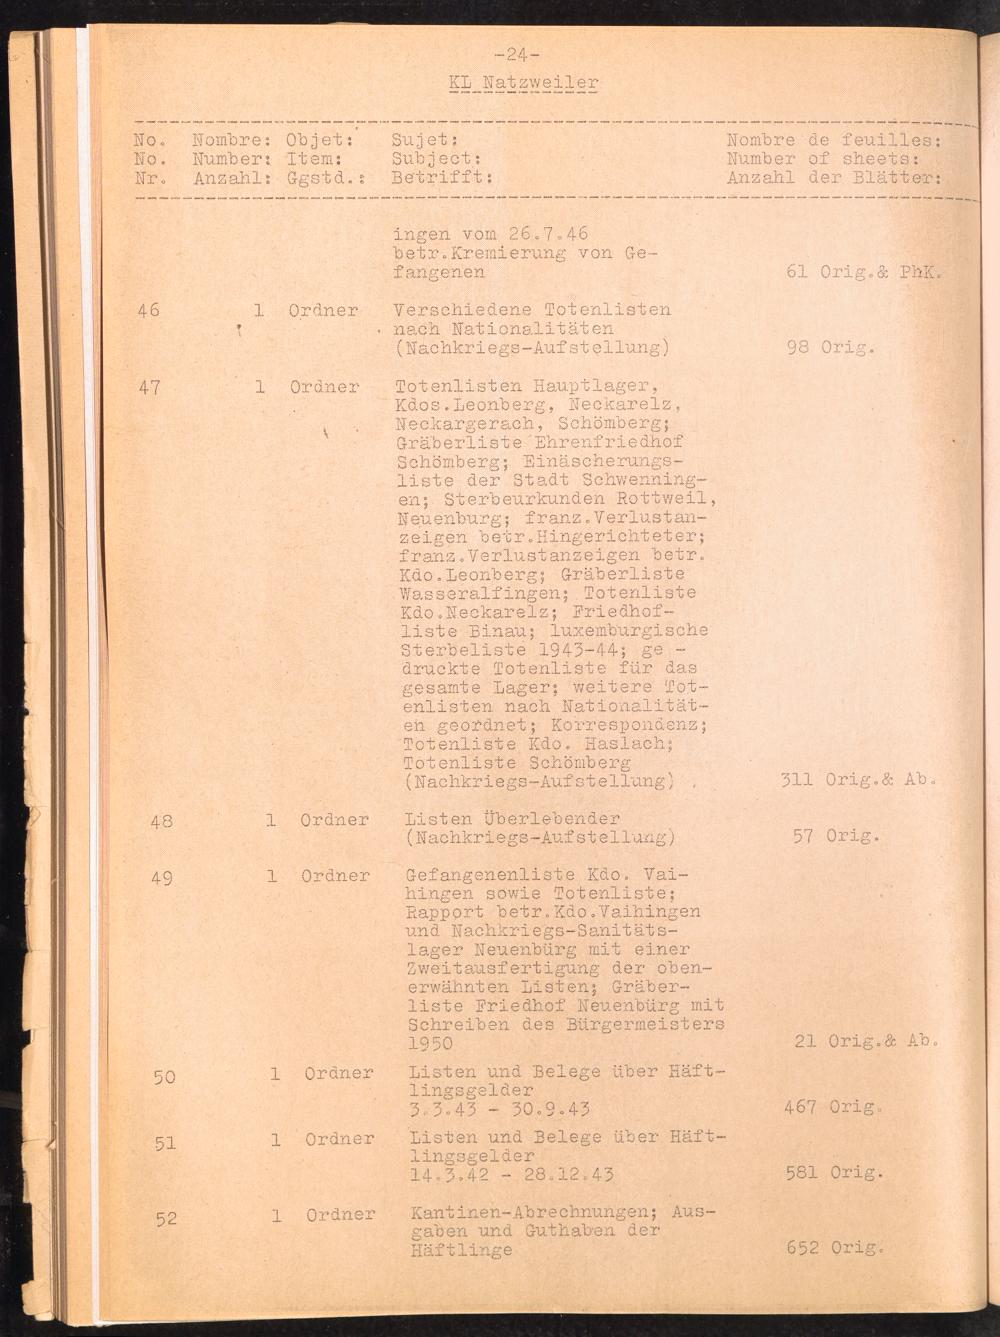 -24-
KL Natzweiler
No. Nombre: Objet: Sujet: Nombre de feuilles:
No. Number: Item: Subject: Number of sheets:
Nr. Anzahl: Ggstd.: Betrifft: Anzahl der Blätter:
ingen vom 26.7.46
betr.Kremierung von Ge-
fangenen 61 Orig.& PhK.
46 1 Ordner Verschiedene Totenlisten
nach Nationalitäten
(Nachkriegs-Aufstellung) 98 Orig.
47 1 Ordner Totenlisten Hauptlager,
Kdos.Leonberg, Neckarelz,
Neckargerach, Schömberg;
Gräberliste Ehrenfriedhof
Schömberg; Einäscherungs-
liste der Stadt Schwenning-
en; Sterbeurkunden Rottweil,
Neuenburg; franz.Verlustan-
zeigen betr.Hingerichteter;
franz.Verlustanzeigen betr.
Kdo.Leonberg; Gräberliste
Wasseralfingen; Totenliste
Kdo.Neckarelz; Friedhof-
liste Binau; luxemburgische
Sterbeliste 1943-44; ge -
druckte Totenliste für das
gesamte Lager; weitere Tot-
enlisten nach Nationalität-
en geordnet; Korrespondenz;
Totenliste Kdo. Haslach;
Totenliste Schömberg
(Nachkriegs-Aufstellung) 311 Orig.& Ab.
48 1 Ordner Listen Überlebender
(Nachkriegs-Aufstellung) 57 Orig.
49 1 Ordner Gefangenenliste Kdo. Vai-
hingen sowie Totenliste;
Rapport betr.Kdo.Vaihingen
und Nachkriegs-Sanitäts-
lager Neuenbürg mit einer
Zweitausfertigung der oben-
erwähnten Listen; Gräber-
liste Friedhof Neuenbürg mit
Schreiben des Bürgermeisters
1950 21 Orig.& Ab.
50 1 Ordner Listen und Belege über Häft-
lingsgelder
3.3.43 - 30.9.43 467 Orig.
51 1 Ordner Listen und Belege über Häft-
lingsgelder
14.3.42 - 28.12.43 581 Orig.
52 1 Ordner Kantinen-Abrechnungen; Aus-
gaben und Guthaben der
Häftlinge 652 Orig.